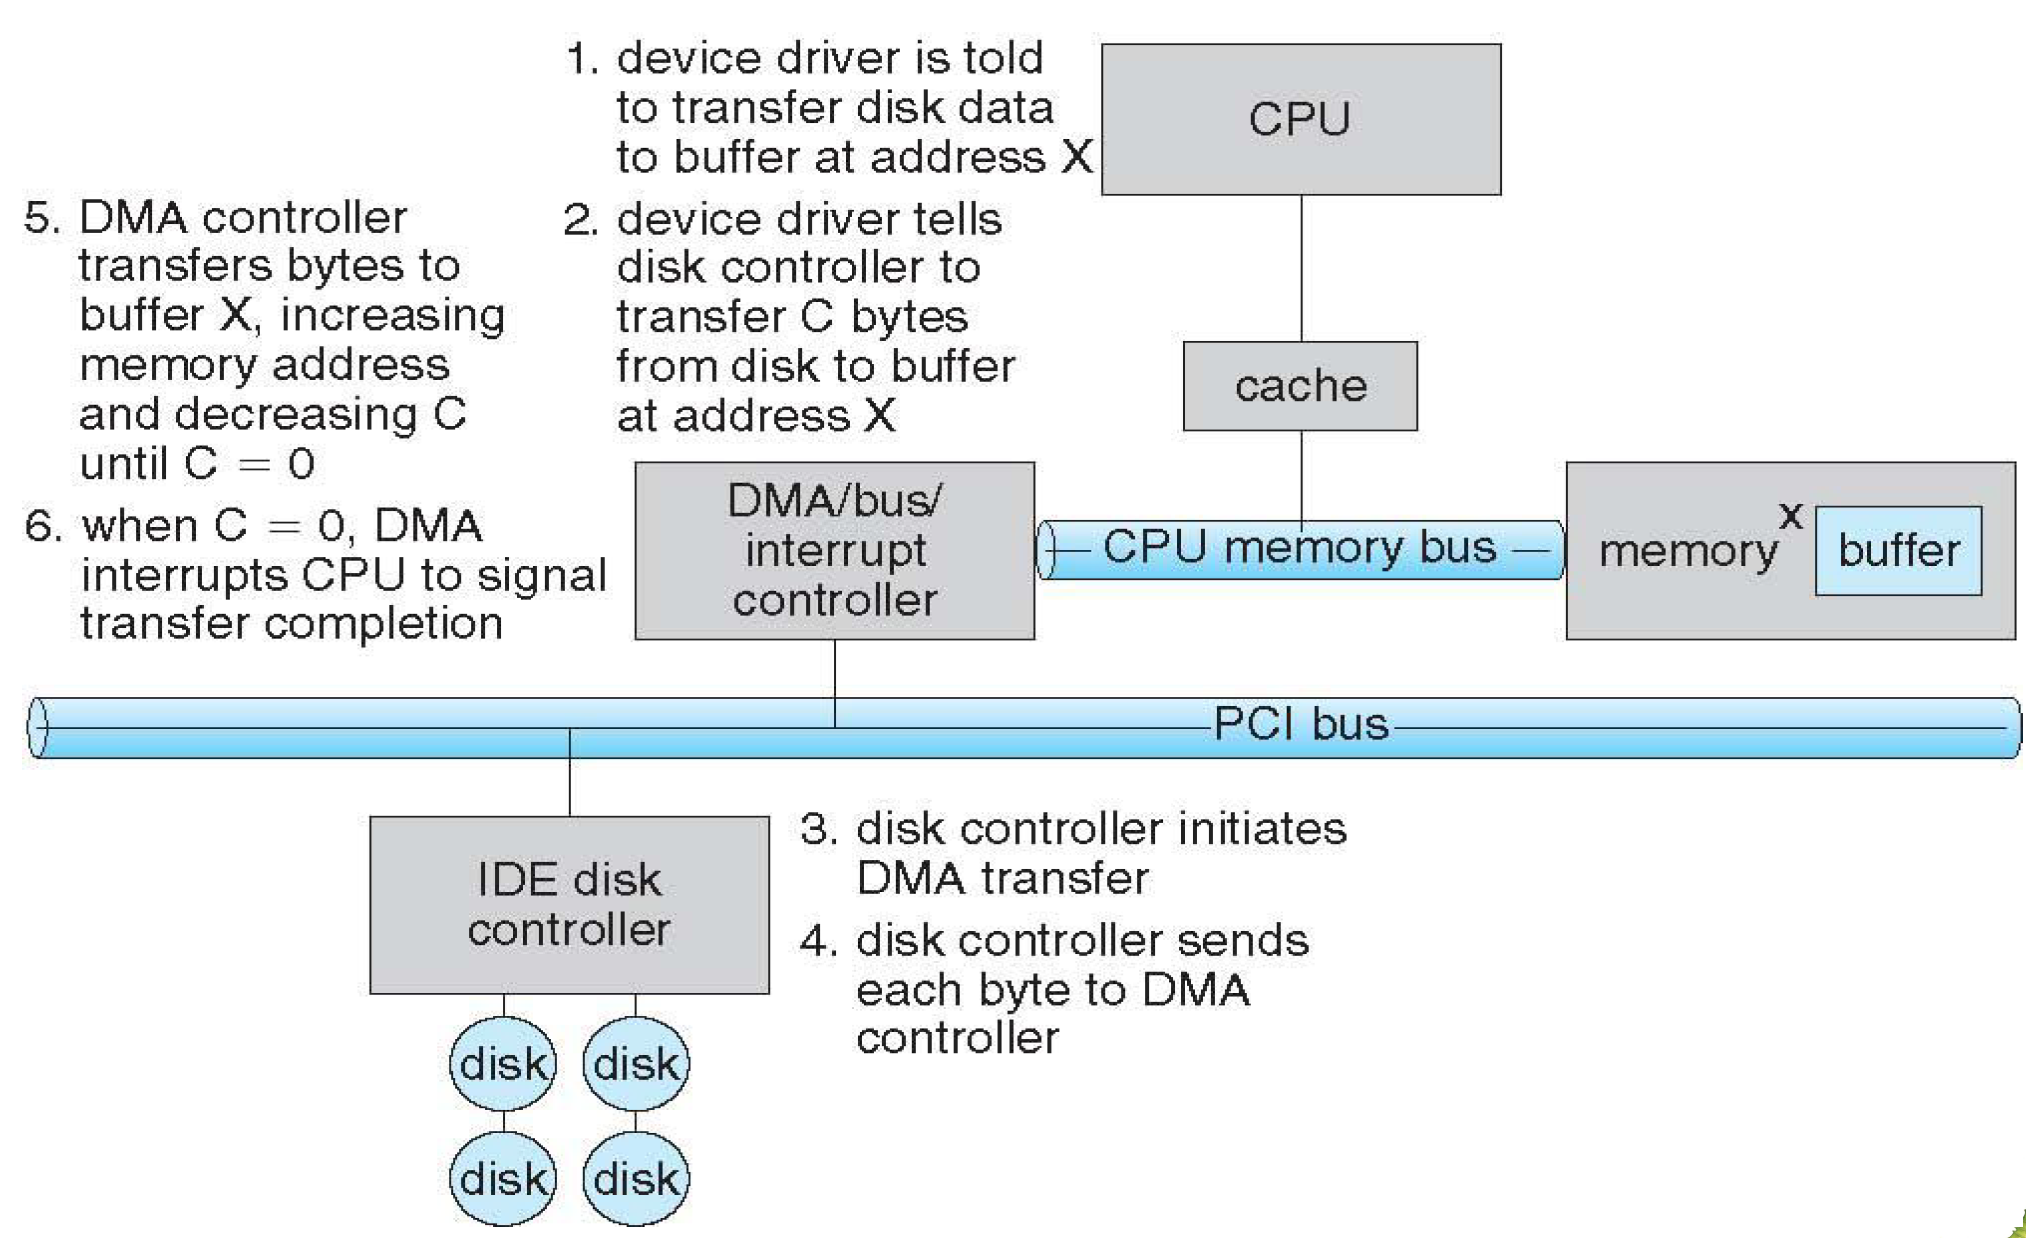 1. device driver is told
to transfer disk data
to buffer at address X
CPU
5. DMA controller
transfers bytes to
buffer X, increasing
memory address
and decreasing C
until C = 0
2. device driver tells
disk controller to
transfer C bytes
from disk to buffer
at address X
cache
6. when C = 0, DMA
interrupts CPU to signal
transfer completion
DMA/bus/
interrupt
controller
CPU memory bus
memory
x
buffer
PCI bus
IDE disk
controller
3. disk controller initiates
DMA transfer
4. disk controller sends
each byte to DMA
controller
disk
disk
disk
disk